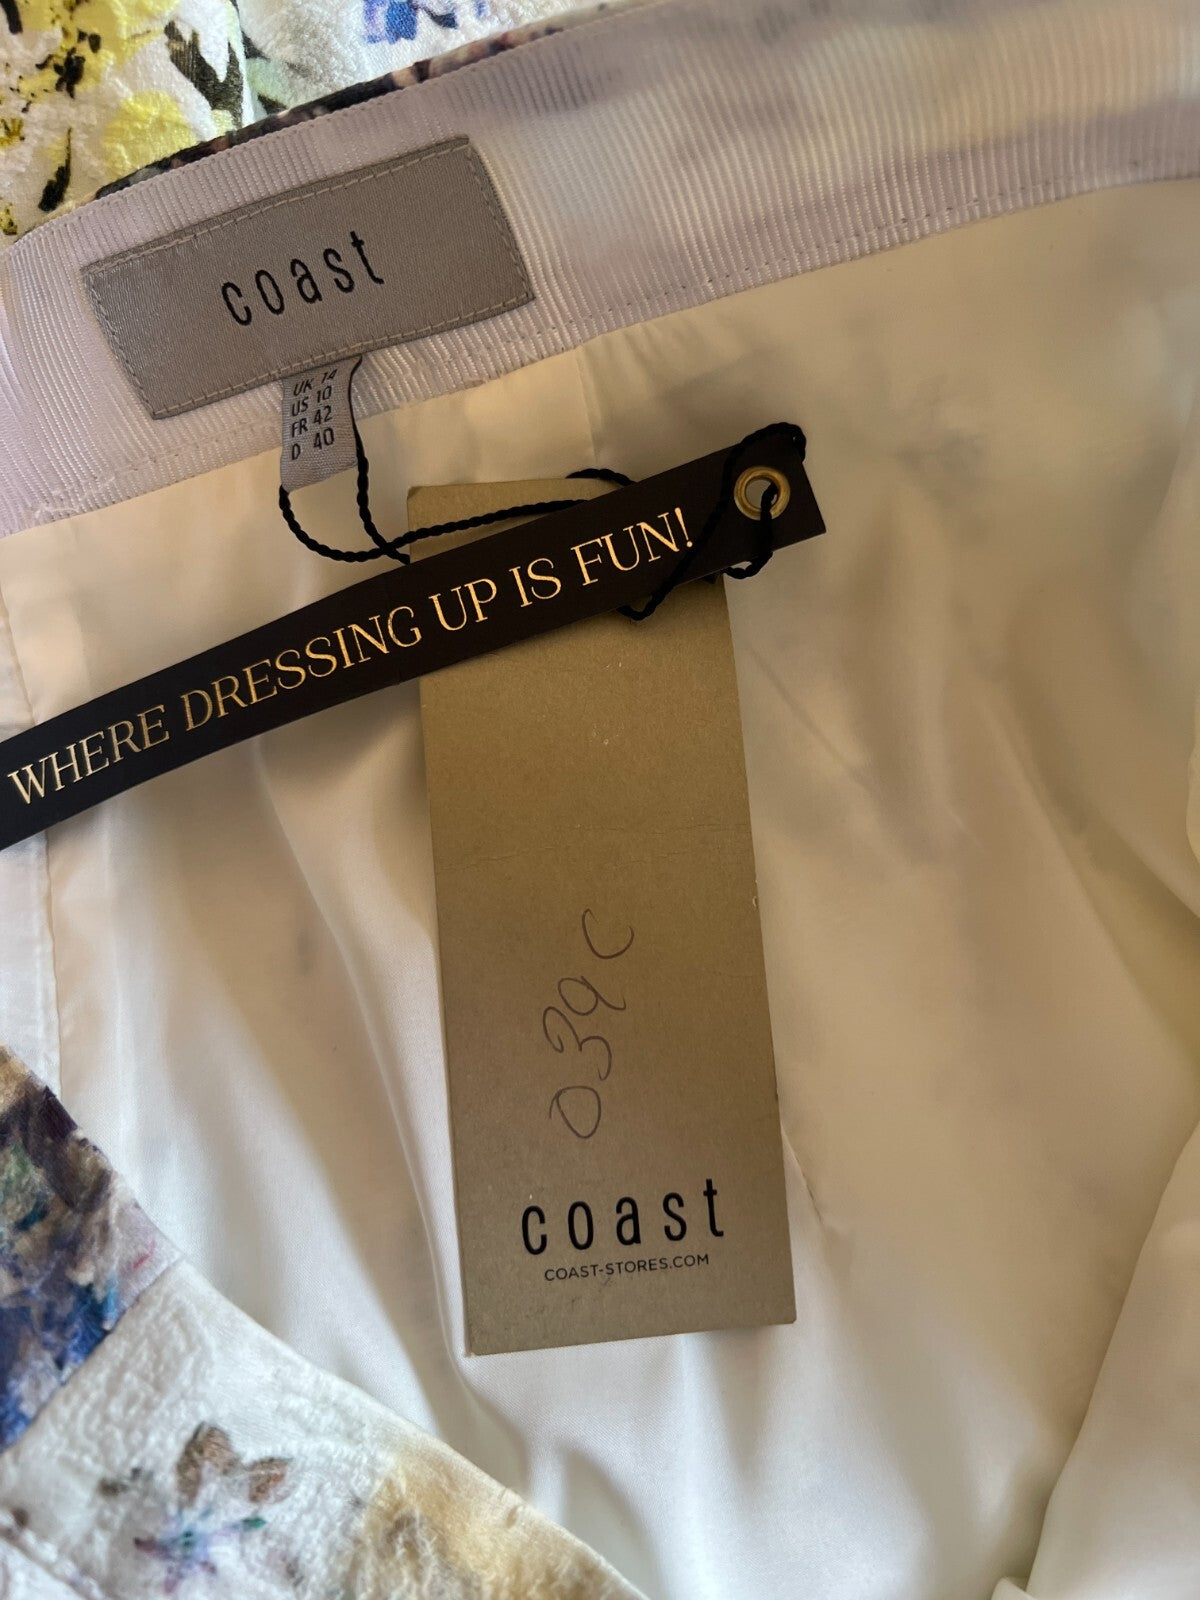 coast
UK 14
US 10
FR 42
D 40
WHERE DRESSING UP IS FUN!
039C
coast
COAST-STORES.COM